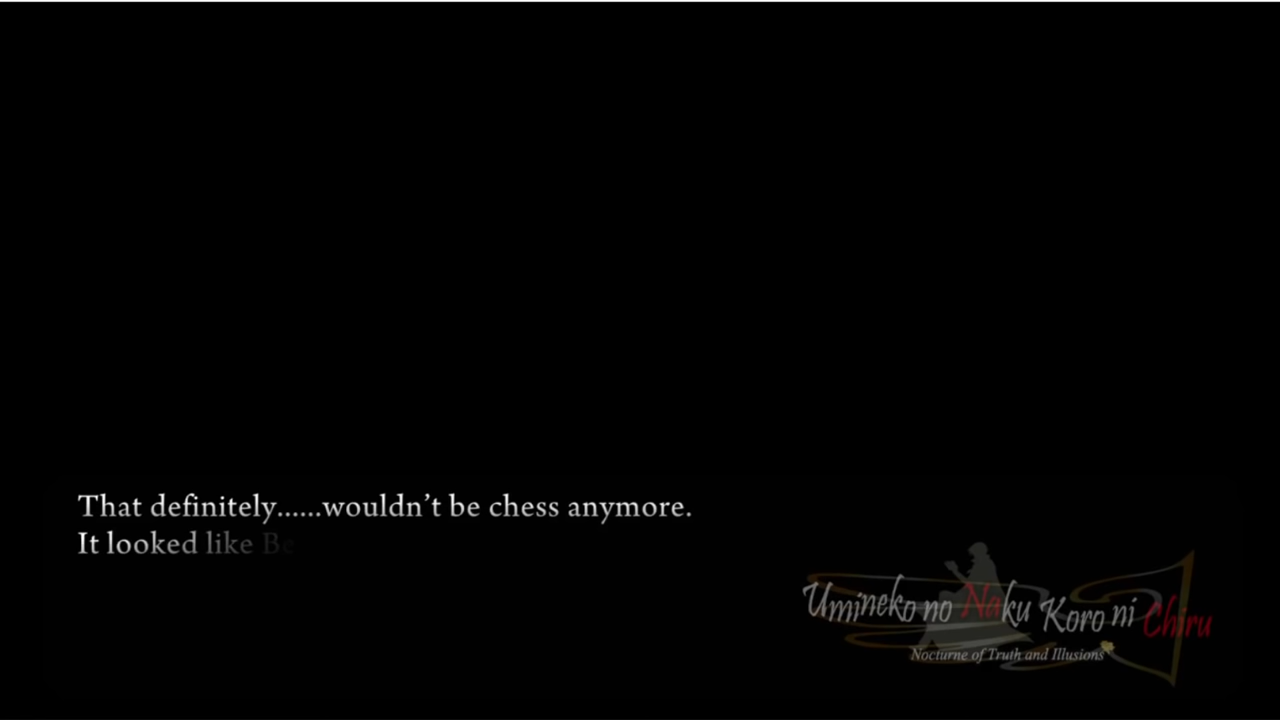 That definitely......wouldn't be chess anymore.
It looked like Be
Umineko no Naku Koro ni Chiru
Nocturne of Truth and Illusions